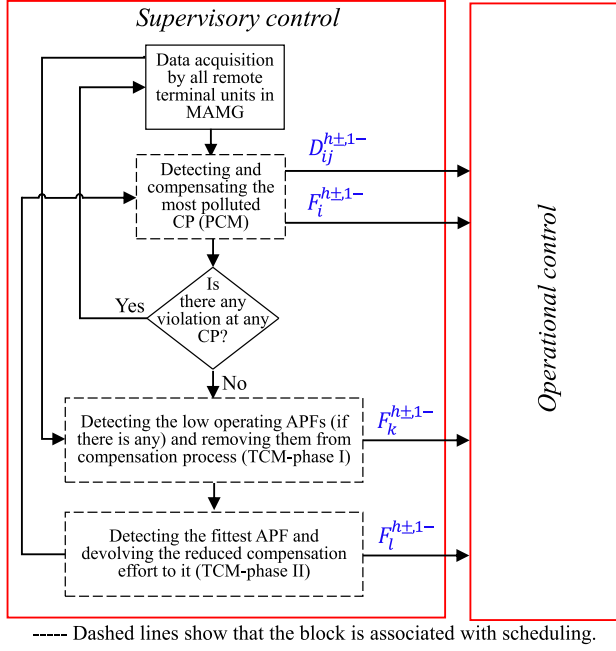 Supervisory control
Data acquisition
by all remote
terminal units in
MAMG
D_{ij}^{h±,1-}
Detecting and
compensating the
most polluted
CP (PCM)
F_i^{h±,1-}
Is
there any
violation at any
CP?
Yes
No
Detecting the low operating APFs (if
there is any) and removing them from
compensation process (TCM-phase I)
F_k^{h±,1-}
Detecting the fittest APF and
devolving the reduced compensation
effort to it (TCM-phase II)
F_l^{h±,1-}
Operational control
----- Dashed lines show that the block is associated with scheduling.